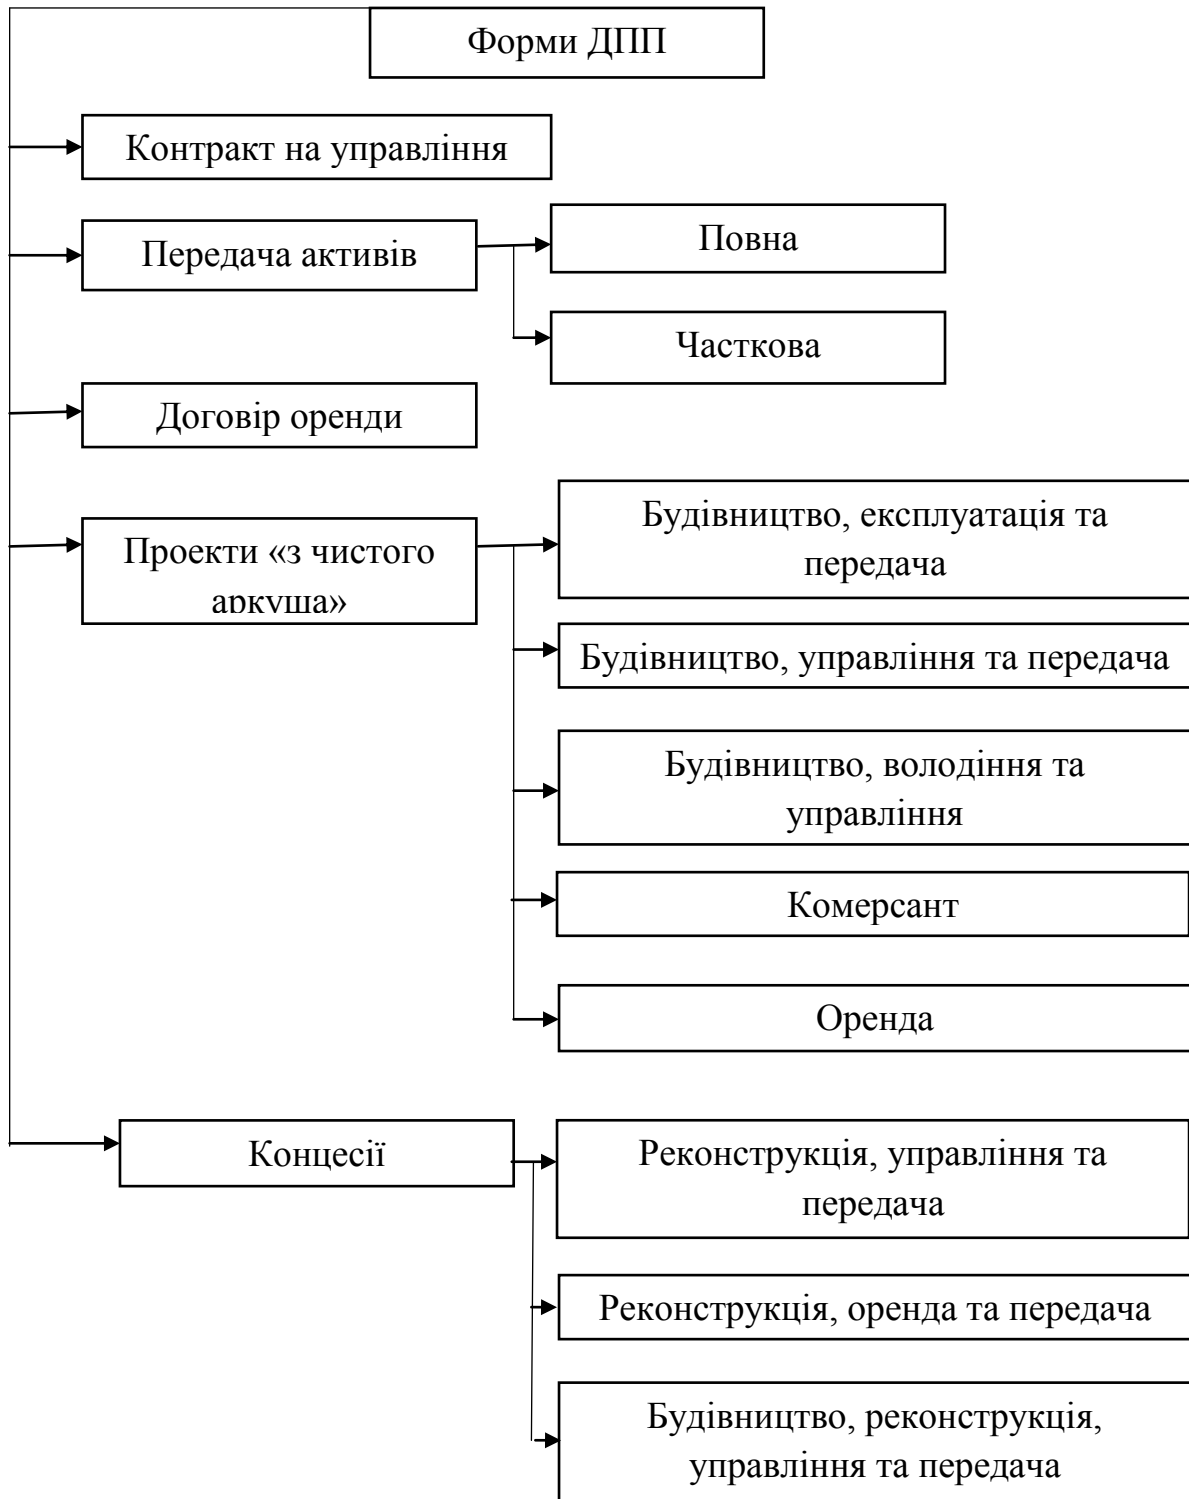 Форми ДПП
Контракт на управління
Передача активів
Повна
Часткова
Договір оренди
Проекти «з чистого
аркуша»
Будівництво, експлуатація та
передача
Будівництво, управління та передача
Будівництво, володіння та
управління
Комерсант
Оренда
Концесії
Реконструкція, управління та
передача
Реконструкція, оренда та передача
Будівництво, реконструкція,
управління та передача